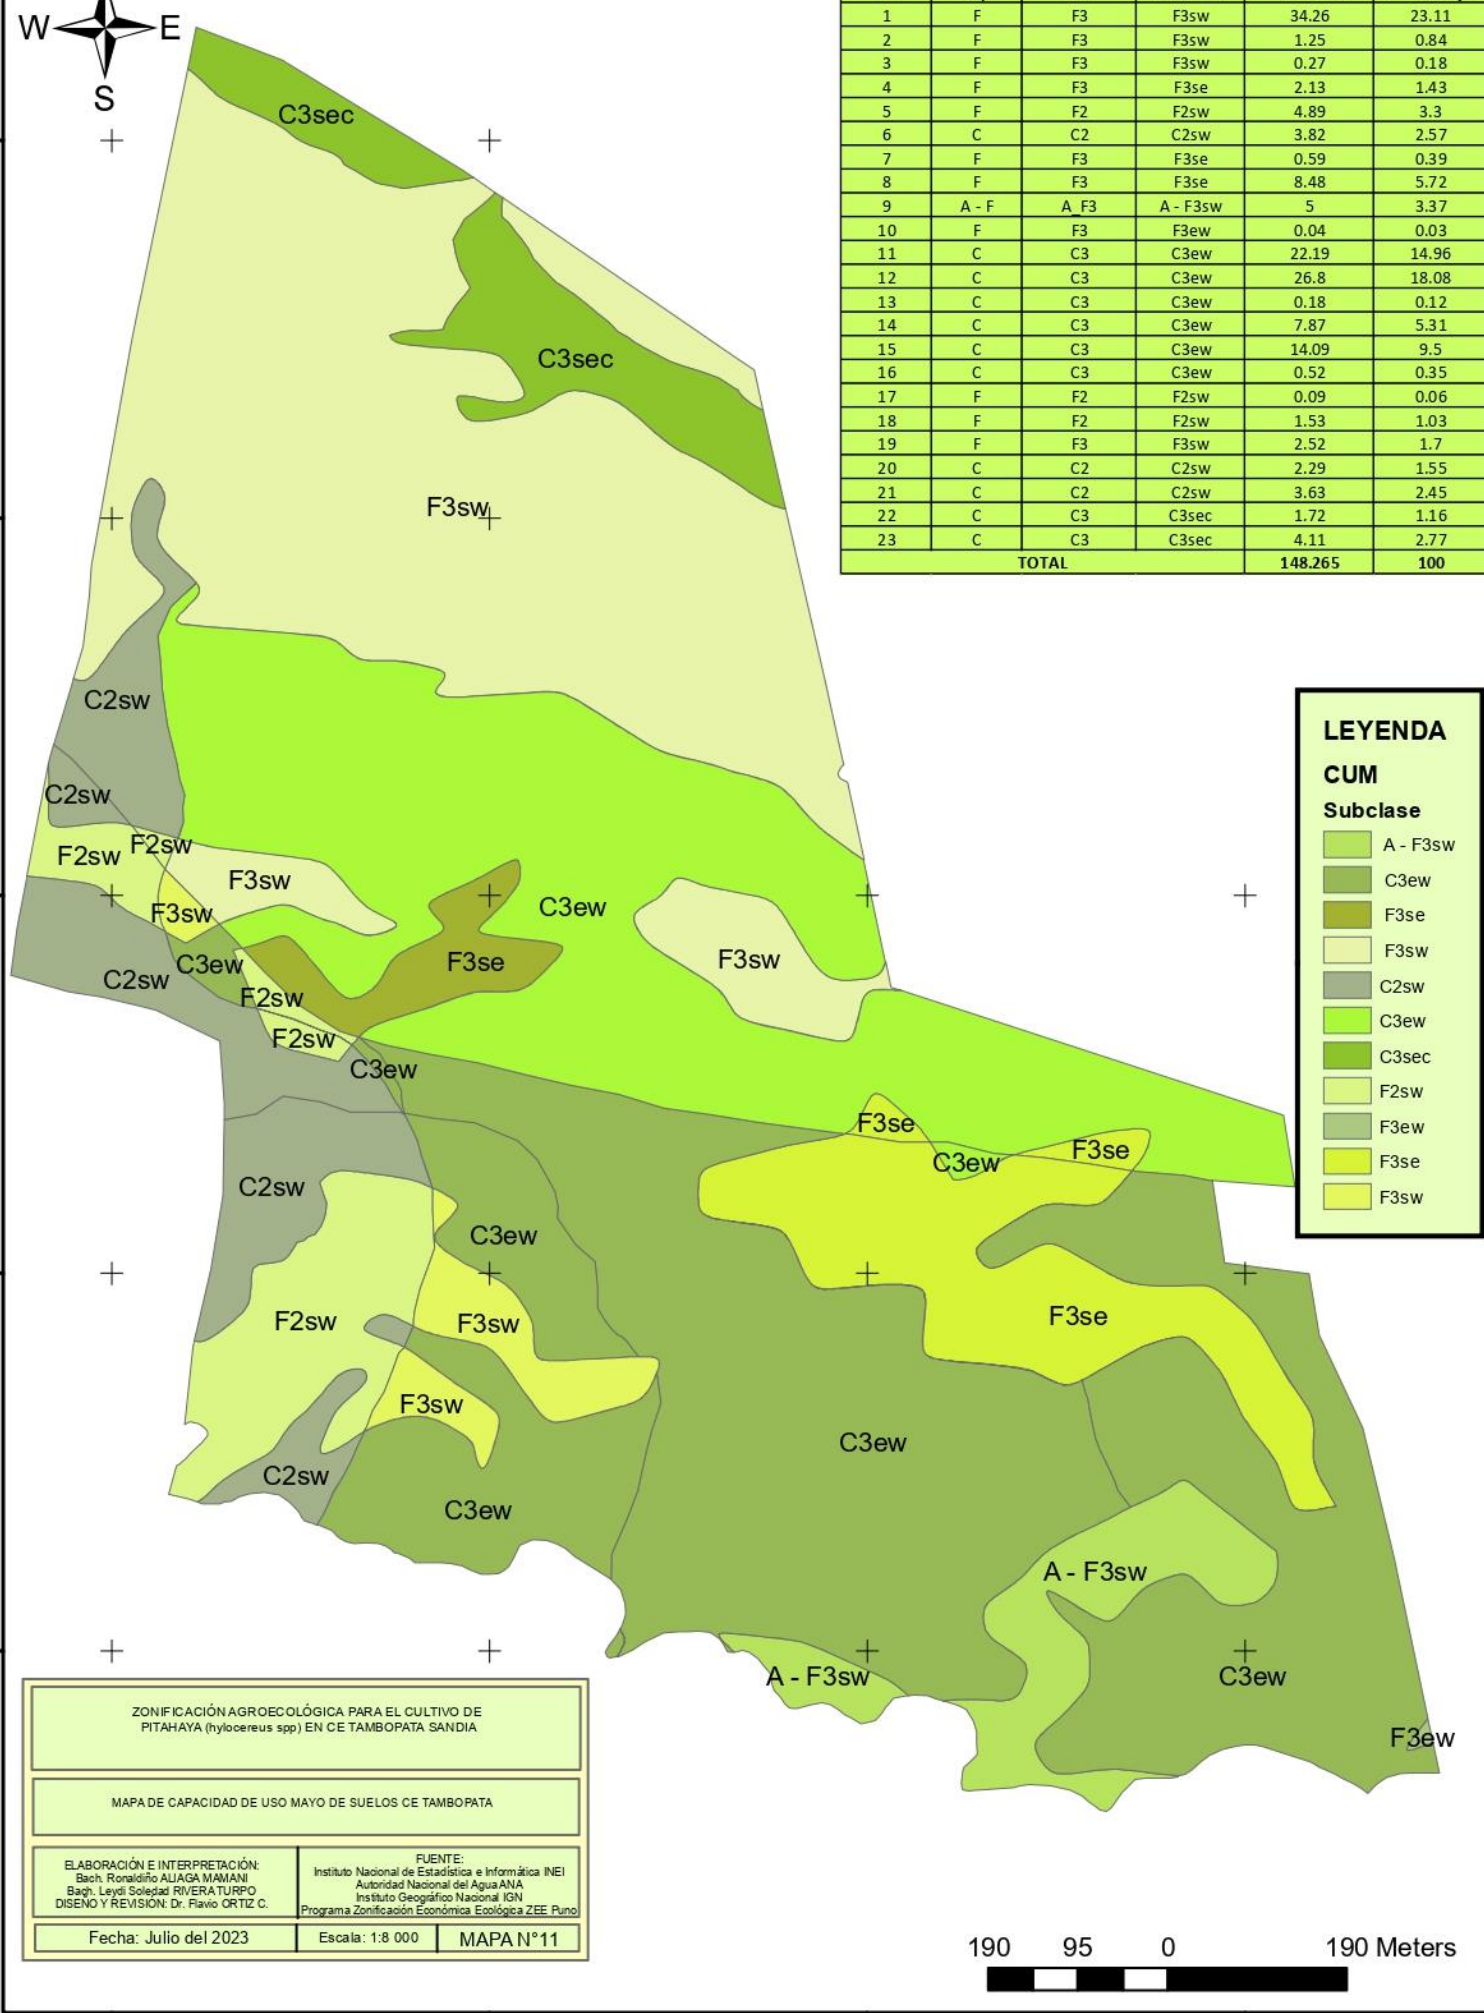 W E
S
1 F F3 F3sw 34.26 23.11
2 F F3 F3sw 1.25 0.84
3 F F3 F3sw 0.27 0.18
4 F F3 F3se 2.13 1.43
5 F F2 F2sw 4.89 3.3
6 C C2 C2sw 3.82 2.57
7 F F3 F3se 0.59 0.39
8 F F3 F3se 8.48 5.72
9 A - F A_F3 A - F3sw 5 3.37
10 F F3 F3ew 0.04 0.03
11 C C3 C3ew 22.19 14.96
12 C C3 C3ew 26.8 18.08
13 C C3 C3ew 0.18 0.12
14 C C3 C3ew 7.87 5.31
15 C C3 C3ew 14.09 9.5
16 C C3 C3ew 0.52 0.35
17 F F2 F2sw 0.09 0.06
18 F F2 F2sw 1.53 1.03
19 F F3 F3sw 2.52 1.7
20 C C2 C2sw 2.29 1.55
21 C C2 C2sw 3.63 2.45
22 C C3 C3sec 1.72 1.16
23 C C3 C3sec 4.11 2.77
TOTAL 148.265 100
C3sec
C3sec
F3sw
C2sw
C2sw
F2sw
F2sw
F3sw
F3sw
C3ew
F3sw
C3ew
F3se
C2sw
F2sw
F2sw
C3ew
F3se
F3se
C3ew
C2sw
C3ew
F2sw
F3sw
F3se
F3sw
C3ew
C2sw
C3ew
A - F3sw
A - F3sw
C3ew
F3ew
LEYENDA
CUM
Subclase
A - F3sw
C3ew
F3se
F3sw
C2sw
C3ew
C3sec
F2sw
F3ew
F3se
F3sw
ZONIFICACIÓN AGROECOLÓGICA PARA EL CULTIVO DE
PITAHAYA (hylocereus spp) EN CE TAMBOPATA SANDIA
MAPA DE CAPACIDAD DE USO MAYO DE SUELOS CE TAMBOPATA
ELABORACIÓN E INTERPRETACIÓN:
Bach. Ronaldiño ALIAGA MAMANI
Bagh. Leydi Soledad RIVERA TURPO
DISEÑO Y REVISIÓN: Dr. Flavio ORTIZ C.
FUENTE:
Instituto Nacional de Estadística e Informática INEI
Autoridad Nacional del Agua ANA
Instituto Geográfico Nacional IGN
Programa Zonificación Económica Ecológica ZEE Puno
Fecha: Julio del 2023
Escala: 1:8 000
MAPA N°11
190 95 0 190 Meters